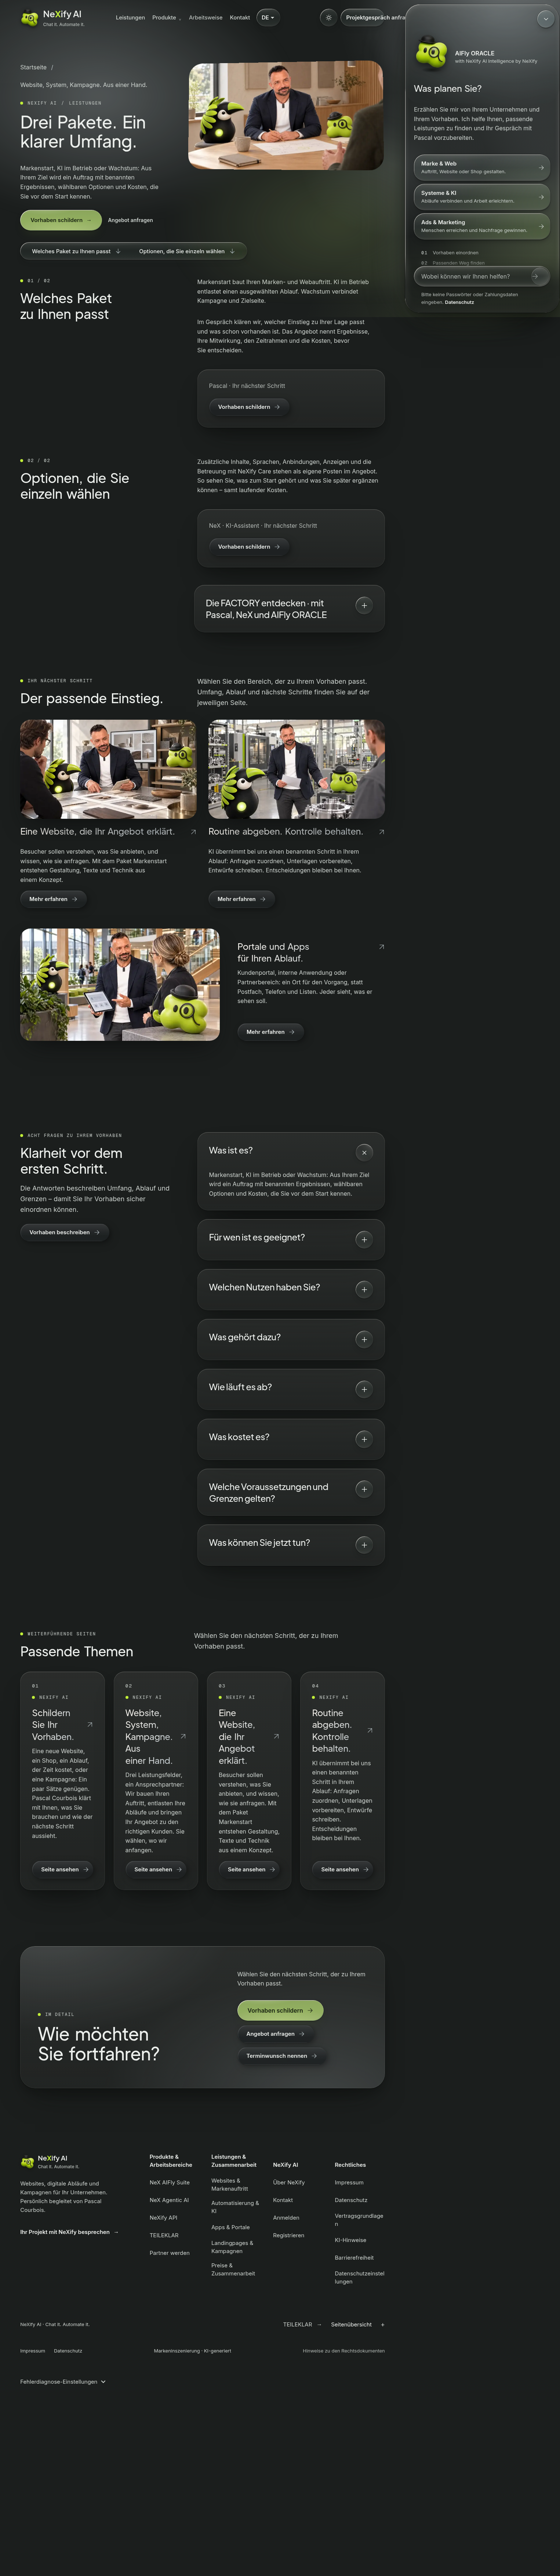 NeXify AI
Chat it. Automate it.
Leistungen
Produkte
Arbeitsweise
Kontakt
DE
Projektgespräch anfra
AIFly ORACLE
with NeXify AI Intelligence by NeXify
Was planen Sie?
Erzählen Sie mir von Ihrem Unternehmen und
Ihrem Vorhaben. Ich helfe Ihnen, passende
Leistungen zu finden und Ihr Gespräch mit
Pascal vorzubereiten.
Marke & Web
Auftritt, Website oder Shop gestalten.
Systeme & KI
Abläufe verbinden und Arbeit erleichtern.
Ads & Marketing
Menschen erreichen und Nachfrage gewinnen.
01 Vorhaben einordnen
02 Passenden Weg finden
Wobei können wir Ihnen helfen?
Bitte keine Passwörter oder Zahlungsdaten
eingeben. Datenschutz
Startseite /
Website, System, Kampagne. Aus einer Hand.
NEXIFY AI / LEISTUNGEN
Drei Pakete. Ein
klarer Umfang.
Markenstart, KI im Betrieb oder Wachstum: Aus
Ihrem Ziel wird ein Auftrag mit benannten
Ergebnissen, wählbaren Optionen und Kosten, die
Sie vor dem Start kennen.
Vorhaben schildern →
Angebot anfragen
Welches Paket zu Ihnen passt ↓
Optionen, die Sie einzeln wählen ↓
01 / 02
Welches Paket
zu Ihnen passt
Markenstart baut Ihren Marken- und Webauftritt. KI im Betrieb
entlastet einen ausgewählten Ablauf. Wachstum verbindet
Kampagne und Zielseite.
Im Gespräch klären wir, welcher Einstieg zu Ihrer Lage passt
und was schon vorhanden ist. Das Angebot nennt Ergebnisse,
Ihre Mitwirkung, den Zeitrahmen und die Kosten, bevor
Sie entscheiden.
Pascal · Ihr nächster Schritt
Vorhaben schildern →
02 / 02
Optionen, die Sie
einzeln wählen
Zusätzliche Inhalte, Sprachen, Anbindungen, Anzeigen und die
Betreuung mit NeXify Care stehen als eigene Posten im Angebot.
So sehen Sie, was zum Start gehört und was Sie später ergänzen
können – samt laufender Kosten.
NeX · KI-Assistent · Ihr nächster Schritt
Vorhaben schildern →
Die FACTORY entdecken · mit
Pascal, NeX und AIFly ORACLE
+
IHR NÄCHSTER SCHRITT
Der passende Einstieg.
Wählen Sie den Bereich, der zu Ihrem Vorhaben passt.
Umfang, Ablauf und nächste Schritte finden Sie auf der
jeweiligen Seite.
Eine Website, die Ihr Angebot erklärt.
Besucher sollen verstehen, was Sie anbieten, und
wissen, wie sie anfragen. Mit dem Paket Markenstart
entstehen Gestaltung, Texte und Technik aus
einem Konzept.
Mehr erfahren →
Routine abgeben. Kontrolle behalten.
KI übernimmt bei uns einen benannten Schritt in Ihrem
Ablauf: Anfragen zuordnen, Unterlagen vorbereiten,
Entwürfe schreiben. Entscheidungen bleiben bei Ihnen.
Mehr erfahren →
Portale und Apps
für Ihren Ablauf.
Kundenportal, interne Anwendung oder
Partnerbereich: ein Ort für den Vorgang, statt
Postfach, Telefon und Listen. Jeder sieht, was er
sehen soll.
Mehr erfahren →
ACHT FRAGEN ZU IHREM VORHABEN
Klarheit vor dem
ersten Schritt.
Die Antworten beschreiben Umfang, Ablauf und
Grenzen – damit Sie Ihr Vorhaben sicher
einordnen können.
Vorhaben beschreiben →
Was ist es?
Markenstart, KI im Betrieb oder Wachstum: Aus Ihrem Ziel
wird ein Auftrag mit benannten Ergebnissen, wählbaren
Optionen und Kosten, die Sie vor dem Start kennen.
Für wen ist es geeignet?
Welchen Nutzen haben Sie?
Was gehört dazu?
Wie läuft es ab?
Was kostet es?
Welche Voraussetzungen und
Grenzen gelten?
Was können Sie jetzt tun?
WEITERFÜHRENDE SEITEN
Passende Themen
Wählen Sie den nächsten Schritt, der zu Ihrem
Vorhaben passt.
01
NEXIFY AI
Schildern
Sie Ihr
Vorhaben.
Eine neue Website,
ein Shop, ein Ablauf,
der Zeit kostet, oder
eine Kampagne: Ein
paar Sätze genügen.
Pascal Courbois klärt
mit Ihnen, was Sie
brauchen und wie der
nächste Schritt
aussieht.
Seite ansehen →
02
NEXIFY AI
Website,
System,
Kampagne.
Aus
einer Hand.
Drei Leistungsfelder,
ein Ansprechpartner:
Wir bauen Ihren
Auftritt, entlasten Ihre
Abläufe und bringen
Ihr Angebot zu den
richtigen Kunden. Sie
wählen, wo wir
anfangen.
Seite ansehen →
03
NEXIFY AI
Eine
Website,
die Ihr
Angebot
erklärt.
Besucher sollen
verstehen, was Sie
anbieten, und wissen,
wie sie anfragen. Mit
dem Paket
Markenstart
entstehen Gestaltung,
Texte und Technik
aus einem Konzept.
Seite ansehen →
04
NEXIFY AI
Routine
abgeben.
Kontrolle
behalten.
KI übernimmt bei uns
einen benannten
Schritt in Ihrem
Ablauf: Anfragen
zuordnen, Unterlagen
vorbereiten, Entwürfe
schreiben.
Entscheidungen
bleiben bei Ihnen.
Seite ansehen →
IM DETAIL
Wie möchten
Sie fortfahren?
Wählen Sie den nächsten Schritt, der zu Ihrem
Vorhaben passt.
Vorhaben schildern →
Angebot anfragen →
Terminwunsch nennen →
NeXify AI
Chat it. Automate it.
Websites, digitale Abläufe und
Kampagnen für Ihr Unternehmen.
Persönlich begleitet von Pascal
Courbois.
Ihr Projekt mit NeXify besprechen →
Produkte &
Arbeitsbereiche
NeX AIFly Suite
NeX Agentic AI
NeXify API
TEILEKLAR
Partner werden
Leistungen &
Zusammenarbeit
Websites &
Markenauftritt
Automatisierung &
KI
Apps & Portale
Landingpages &
Kampagnen
Preise &
Zusammenarbeit
NeXify AI
Über NeXify
Kontakt
Anmelden
Registrieren
Rechtliches
Impressum
Datenschutz
Vertragsgrundlage
n
KI-Hinweise
Barrierefreiheit
Datenschutzeinstel
lungen
NeXify AI · Chat it. Automate it.
TEILEKLAR →
Seitenübersicht +
Impressum
Datenschutz
Markeninszenierung · KI-generiert
Hinweise zu den Rechtsdokumenten
Fehlerdiagnose-Einstellungen